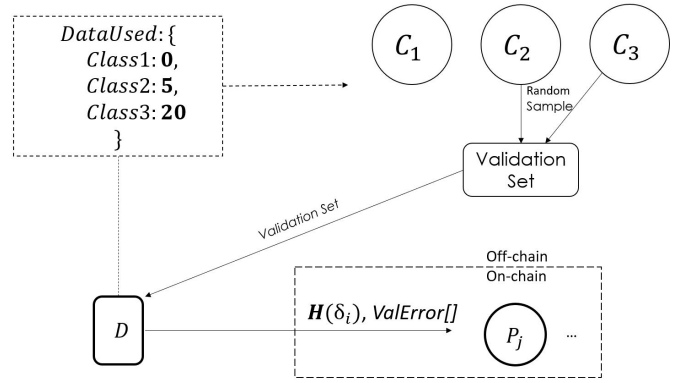 DataUsed: {
Class1: 0,
Class2: 5,
Class3: 20
}
C₁
C₂
C₃
Random
Sample
Validation
Set
Validation Set
Off-chain
On-chain
D
H(δᵢ), ValError[]
Pⱼ
...